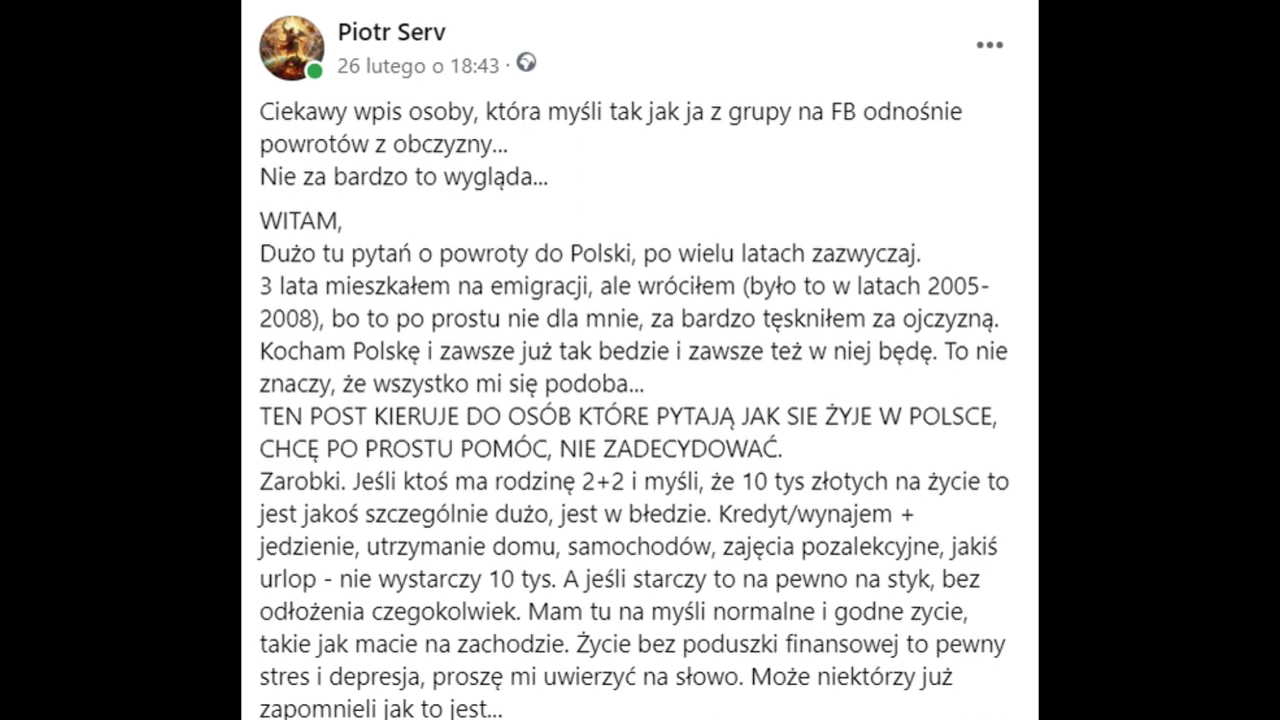 Piotr Serv
26 lutego o 18:43 ·
Ciekawy wpis osoby, która myśli tak jak ja z grupy na FB odnośnie
powrotów z obczyzny...
Nie za bardzo to wygląda...
WITAM,
Dużo tu pytań o powroty do Polski, po wielu latach zazwyczaj.
3 lata mieszkałem na emigracji, ale wróciłem (było to w latach 2005-
2008), bo to po prostu nie dla mnie, za bardzo tęskniłem za ojczyzną.
Kocham Polskę i zawsze już tak bedzie i zawsze też w niej będę. To nie
znaczy, że wszystko mi się podoba...
TEN POST KIERUJE DO OSÓB KTÓRE PYTAJĄ JAK SIE ŻYJE W POLSCE,
CHCĘ PO PROSTU POMÓC, NIE ZADECYDOWAĆ.
Zarobki. Jeśli ktoś ma rodzinę 2+2 i myśli, że 10 tys złotych na życie to
jest jakoś szczególnie dużo, jest w błedzie. Kredyt/wynajem +
jedzienie, utrzymanie domu, samochodów, zajęcia pozalekcyjne, jakiś
urlop - nie wystarczy 10 tys. A jeśli starczy to na pewno na styk, bez
odłożenia czegokolwiek. Mam tu na myśli normalne i godne zycie,
takie jak macie na zachodzie. Życie bez poduszki finansowej to pewny
stres i depresja, proszę mi uwierzyć na słowo. Może niektórzy już
zapomnieli jak to jest...